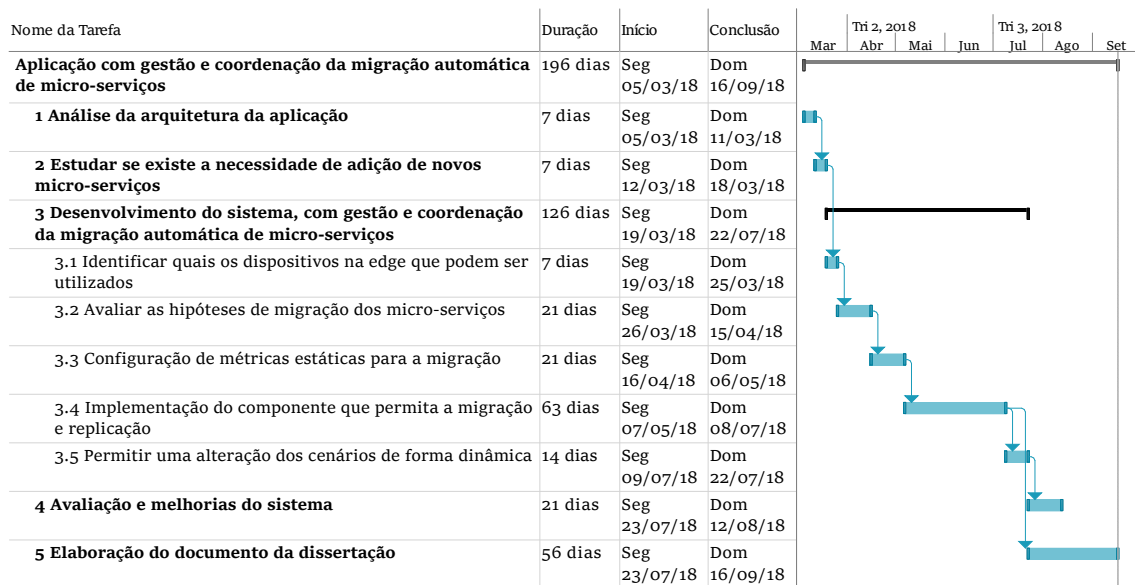 Tri 2, 2018 Tri 3, 2018
Nome da Tarefa Duração Início Conclusão
Mar Abr Mai Jun Jul Ago Set
Aplicação com gestão e coordenação da migração automática 196 dias Seg Dom
de micro-serviços 05/03/18 16/09/18
1 Análise da arquitetura da aplicação 7 dias Seg Dom
05/03/18 11/03/18
2 Estudar se existe a necessidade de adição de novos 7 dias Seg Dom
micro-serviços 12/03/18 18/03/18
3 Desenvolvimento do sistema, com gestão e coordenação 126 dias Seg Dom
da migração automática de micro-serviços 19/03/18 22/07/18
3.1 Identificar quais os dispositivos na edge que podem ser 7 dias Seg Dom
utilizados 19/03/18 25/03/18
3.2 Avaliar as hipóteses de migração dos micro-serviços 21 dias Seg Dom
26/03/18 15/04/18
3.3 Configuração de métricas estáticas para a migração 21 dias Seg Dom
16/04/18 06/05/18
3.4 Implementação do componente que permita a migração 63 dias Seg Dom
e replicação 07/05/18 08/07/18
3.5 Permitir uma alteração dos cenários de forma dinâmica 14 dias Seg Dom
09/07/18 22/07/18
4 Avaliação e melhorias do sistema 21 dias Seg Dom
23/07/18 12/08/18
5 Elaboração do documento da dissertação 56 dias Seg Dom
23/07/18 16/09/18